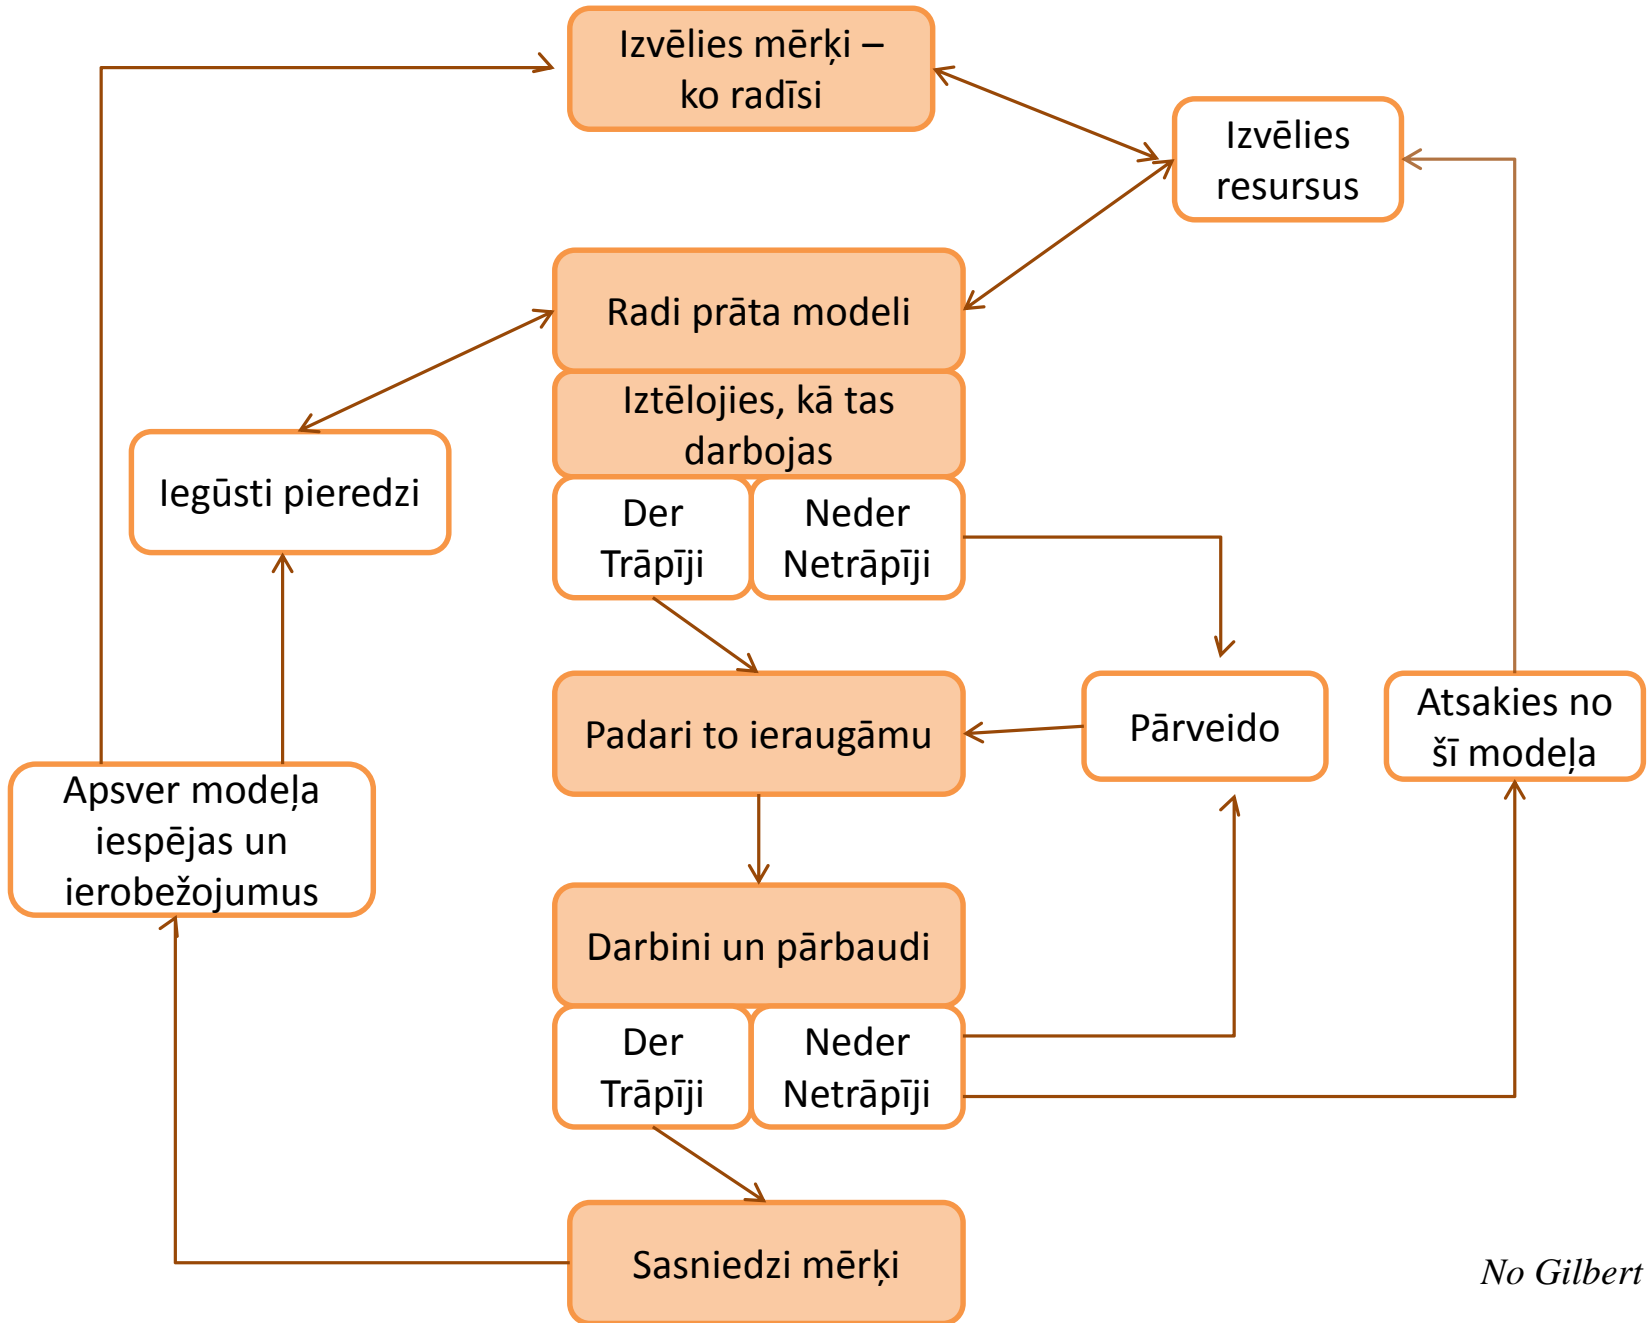 Izvēlies mērķi –
ko radīsi
Izvēlies
resursus
Radi prāta modeli
Iztēlojies, kā tas
darbojas
Iegūsti pieredzi
Der
Trāpīji
Neder
Netrāpīji
Padari to ieraugāmu
Pārveido
Atsakies no
šī modeļa
Apsver modeļa
iespējas un
ierobežojumus
Darbini un pārbaudi
Der
Trāpīji
Neder
Netrāpīji
Sasniedzi mērķi
No Gilbert